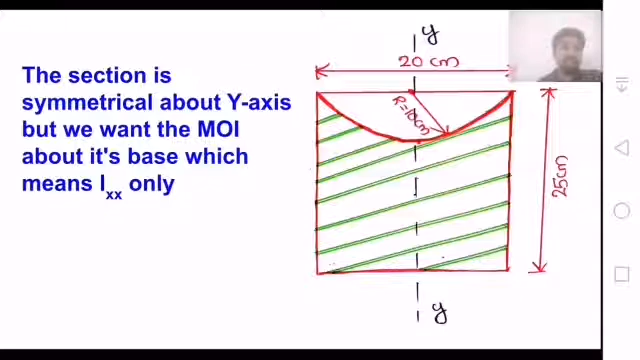 y
20 cm
The section is
symmetrical about Y-axis
but we want the MOI
about it's base which
means Ixx only
R=10cm
25cm
y